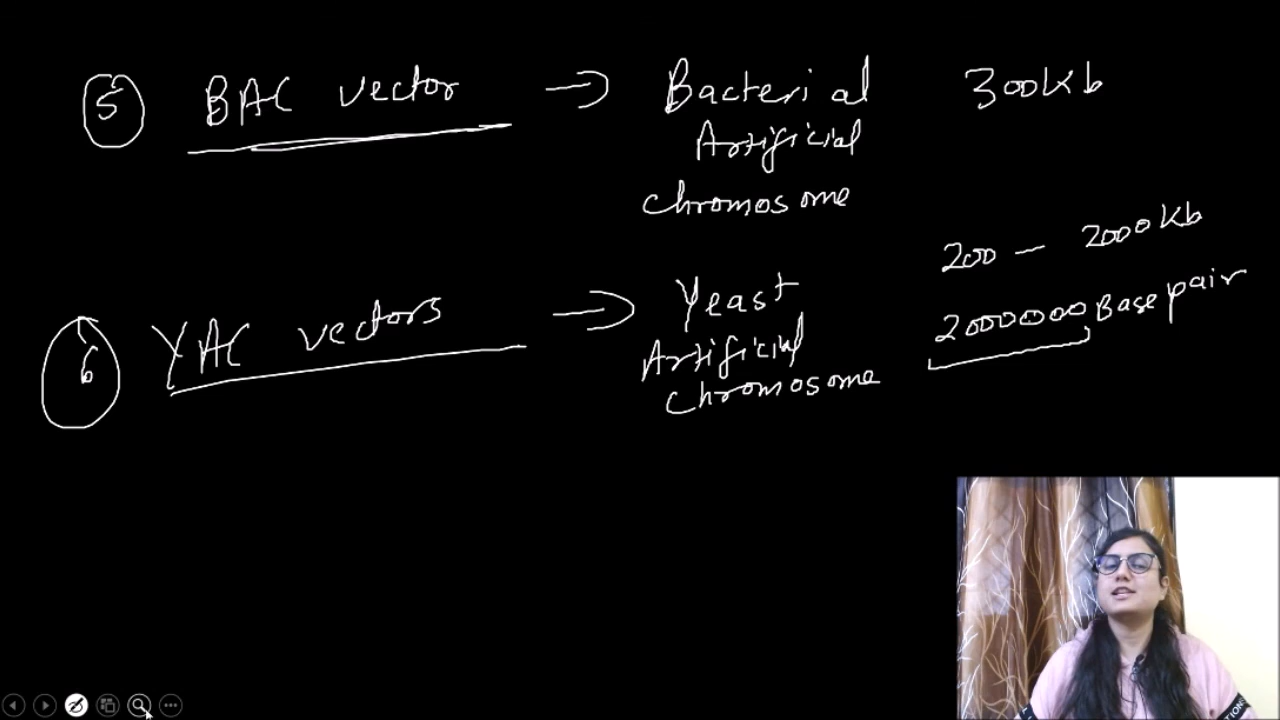 5 BAC vector → Bacterial 300Kb
Artificial
chromosome
200 - 2000Kb
6 YAC vectors → Yeast
2000000 Base pair
Artificial
chromosome